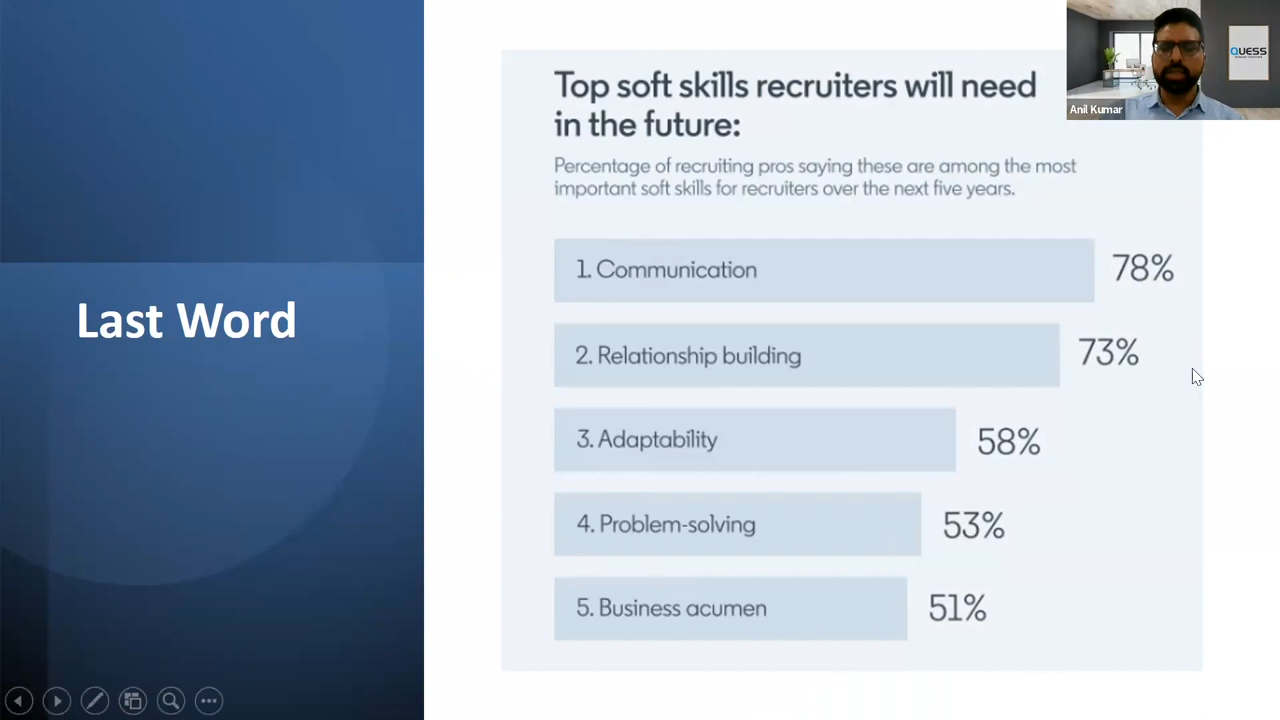 Last Word
Top soft skills recruiters will need
in the future:
Percentage of recruiting pros saying these are among the most
important soft skills for recruiters over the next five years.
1. Communication
78%
2. Relationship building
73%
3. Adaptability
58%
4. Problem-solving
53%
5. Business acumen
51%
QUESS
Anil Kumar